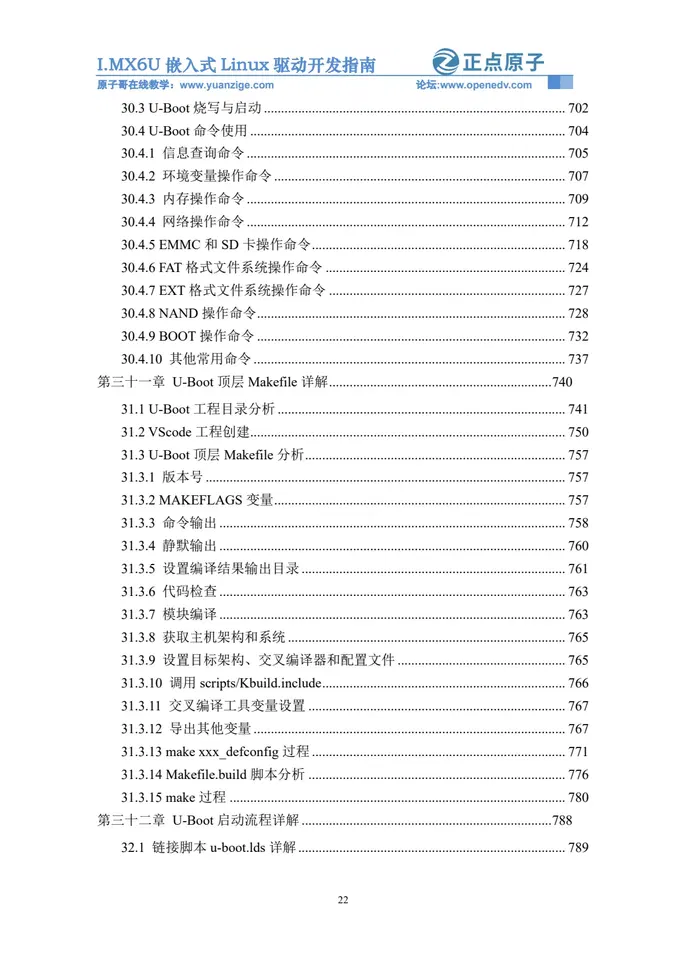 I.MX6U 嵌入式 Linux 驱动开发指南
正点原子
原子哥在线教学：www.yuanzige.com 论坛:www.openedv.com
30.3 U-Boot 烧写与启动 702
30.4 U-Boot 命令使用 704
30.4.1 信息查询命令 705
30.4.2 环境变量操作命令 707
30.4.3 内存操作命令 709
30.4.4 网络操作命令 712
30.4.5 EMMC 和 SD 卡操作命令 718
30.4.6 FAT 格式文件系统操作命令 724
30.4.7 EXT 格式文件系统操作命令 727
30.4.8 NAND 操作命令 728
30.4.9 BOOT 操作命令 732
30.4.10 其他常用命令 737
第三十一章 U-Boot 顶层 Makefile 详解 740
31.1 U-Boot 工程目录分析 741
31.2 VScode 工程创建 750
31.3 U-Boot 顶层 Makefile 分析 757
31.3.1 版本号 757
31.3.2 MAKEFLAGS 变量 757
31.3.3 命令输出 758
31.3.4 静默输出 760
31.3.5 设置编译结果输出目录 761
31.3.6 代码检查 763
31.3.7 模块编译 763
31.3.8 获取主机架构和系统 765
31.3.9 设置目标架构、交叉编译器和配置文件 765
31.3.10 调用 scripts/Kbuild.include 766
31.3.11 交叉编译工具变量设置 767
31.3.12 导出其他变量 767
31.3.13 make xxx_defconfig 过程 771
31.3.14 Makefile.build 脚本分析 776
31.3.15 make 过程 780
第三十二章 U-Boot 启动流程详解 788
32.1 链接脚本 u-boot.lds 详解 789
22